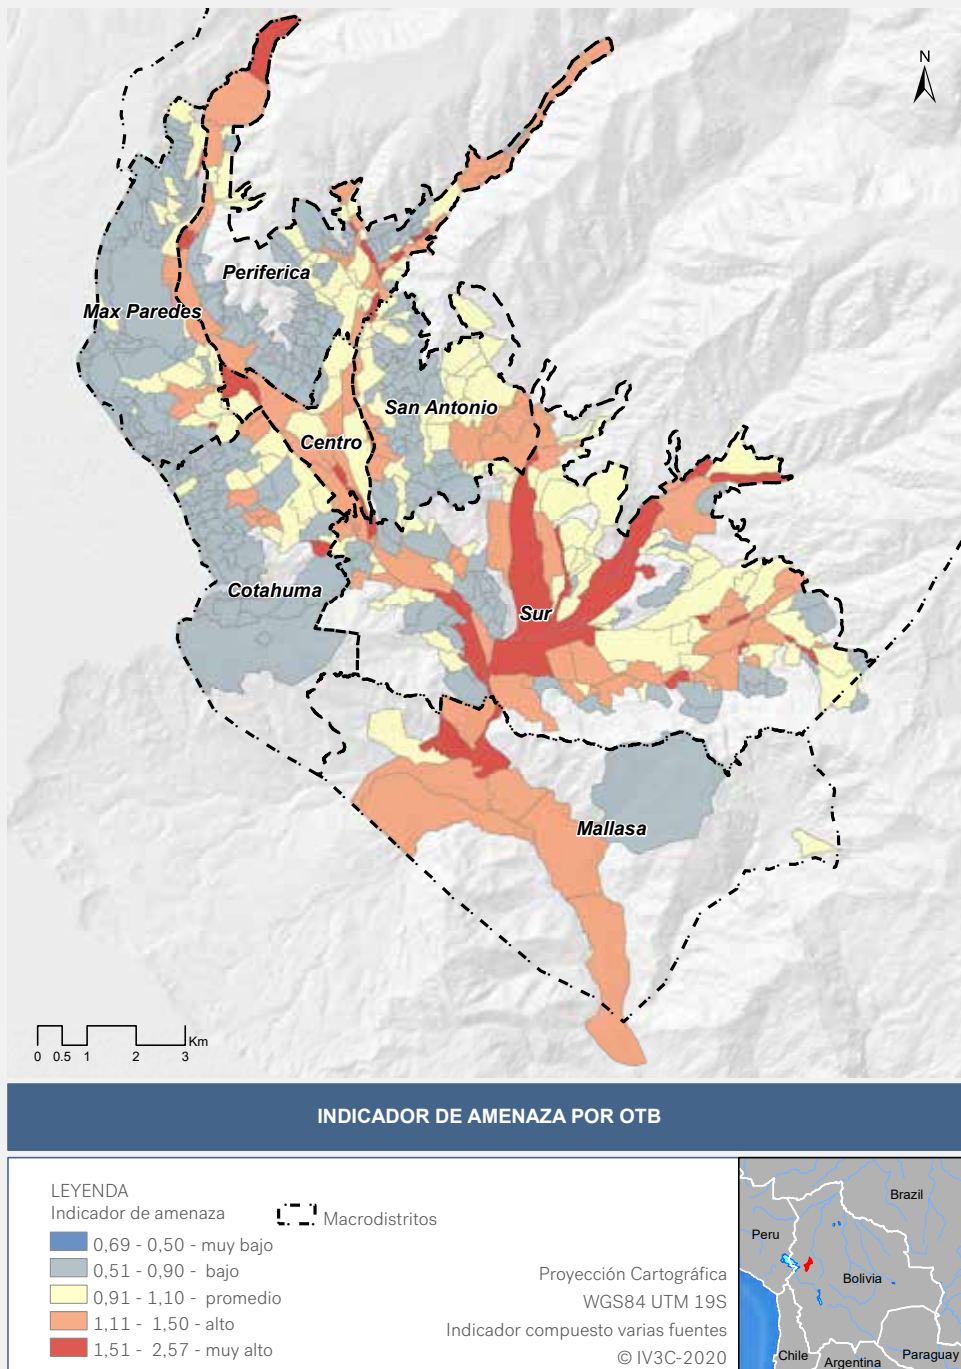 N
Periferica
Max Paredes
San Antonio
Centro
Cotahuma
Sur
Mallasa
Km
0 0.5 1 2 3
INDICADOR DE AMENAZA POR OTB
LEYENDA
Indicador de amenaza
0,69 - 0,50 - muy bajo
0,51 - 0,90 - bajo
0,91 - 1,10 - promedio
1,11 - 1,50 - alto
1,51 - 2,57 - muy alto
Macrodistritos
Proyección Cartográfica
WGS84 UTM 19S
Indicador compuesto varias fuentes
© IV3C-2020
Brazil
Peru
Bolivia
Chile
Argentina
Paraguay